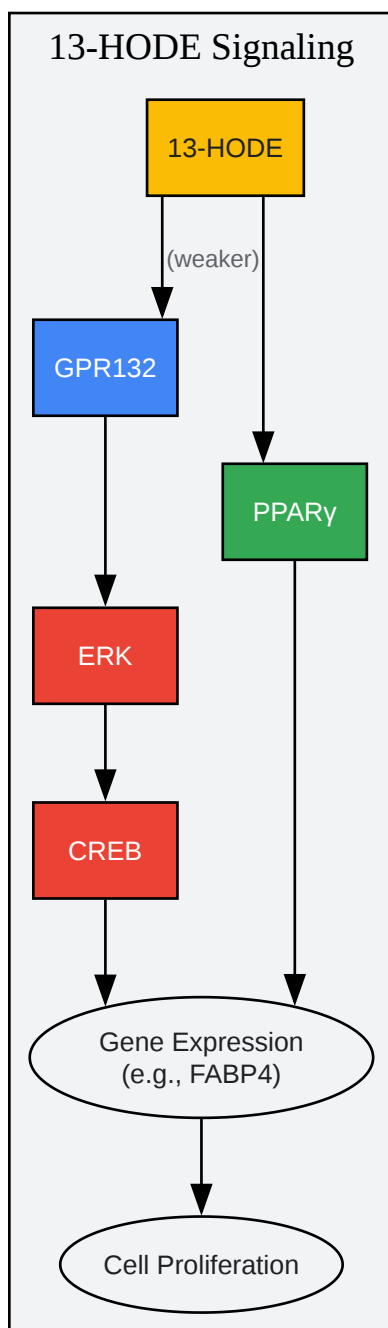 13-HODE Signaling
13-HODE
(weaker)
GPR132
PPARγ
ERK
CREB
Gene Expression
(e.g., FABP4)
Cell Proliferation